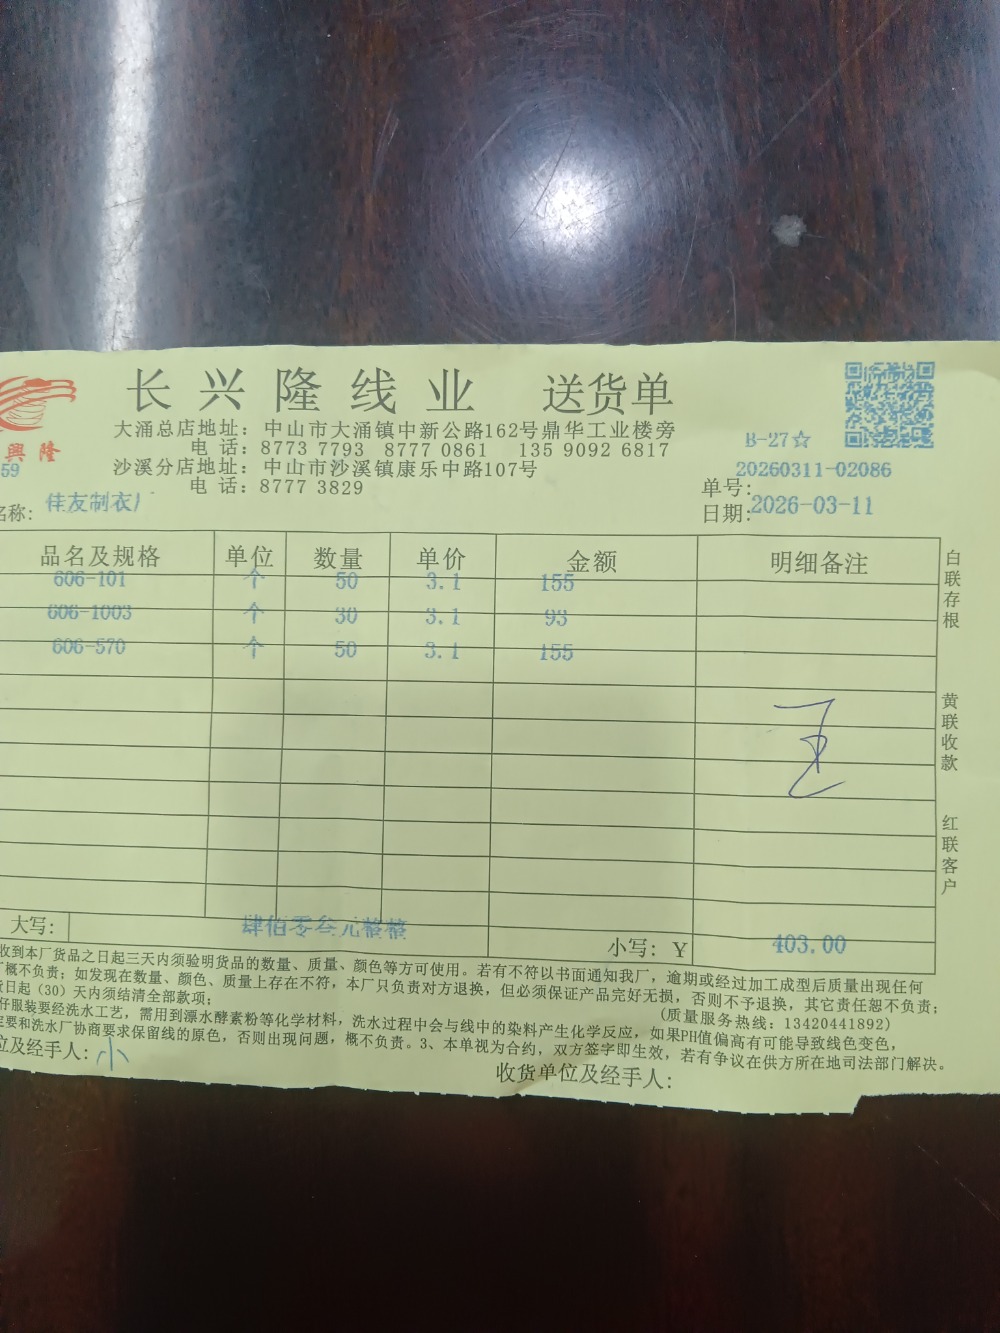 长兴隆线业 送货单
大涌总店地址：中山市大涌镇中新公路162号鼎华工业楼旁
电 话：8773 7793 8777 0861 135 9092 6817
沙溪分店地址：中山市沙溪镇康乐中路107号
电 话：8777 3829
興隆
59
B-27☆
单号：20260311-02086
日期：2026-03-11
名称：佳友制衣厂
品名及规格 单位 数量 单价 金额 明细备注
606-101 个 50 3.1 155
606-1003 个 30 3.1 93
606-570 个 50 3.1 155
大写：肆佰零叁元整整 小写：Y 403.00
白联存根
黄联收款
红联客户
收到本厂货品之日起三天内须验明货品的数量、质量、颜色等方可使用。若有不符以书面通知我厂，逾期或经过加工成型后质量出现任何
概不负责；如发现在数量、颜色、质量上存在不符，本厂只负责对方退换，但必须保证产品完好无损，否则不予退换，其它责任恕不负责；
日起（30）天内须结清全部款项； （质量服务热线：13420441892）
仔服装要经洗水工艺，需用到漂水酵素粉等化学材料，洗水过程中会与线中的染料产生化学反应，如果PH值偏高有可能导致线色变色，
要和洗水厂协商要求保留线的原色，否则出现问题，概不负责。3、本单视为合约，双方签字即生效，若有争议在供方所在地司法部门解决。
位及经手人：小 收货单位及经手人：